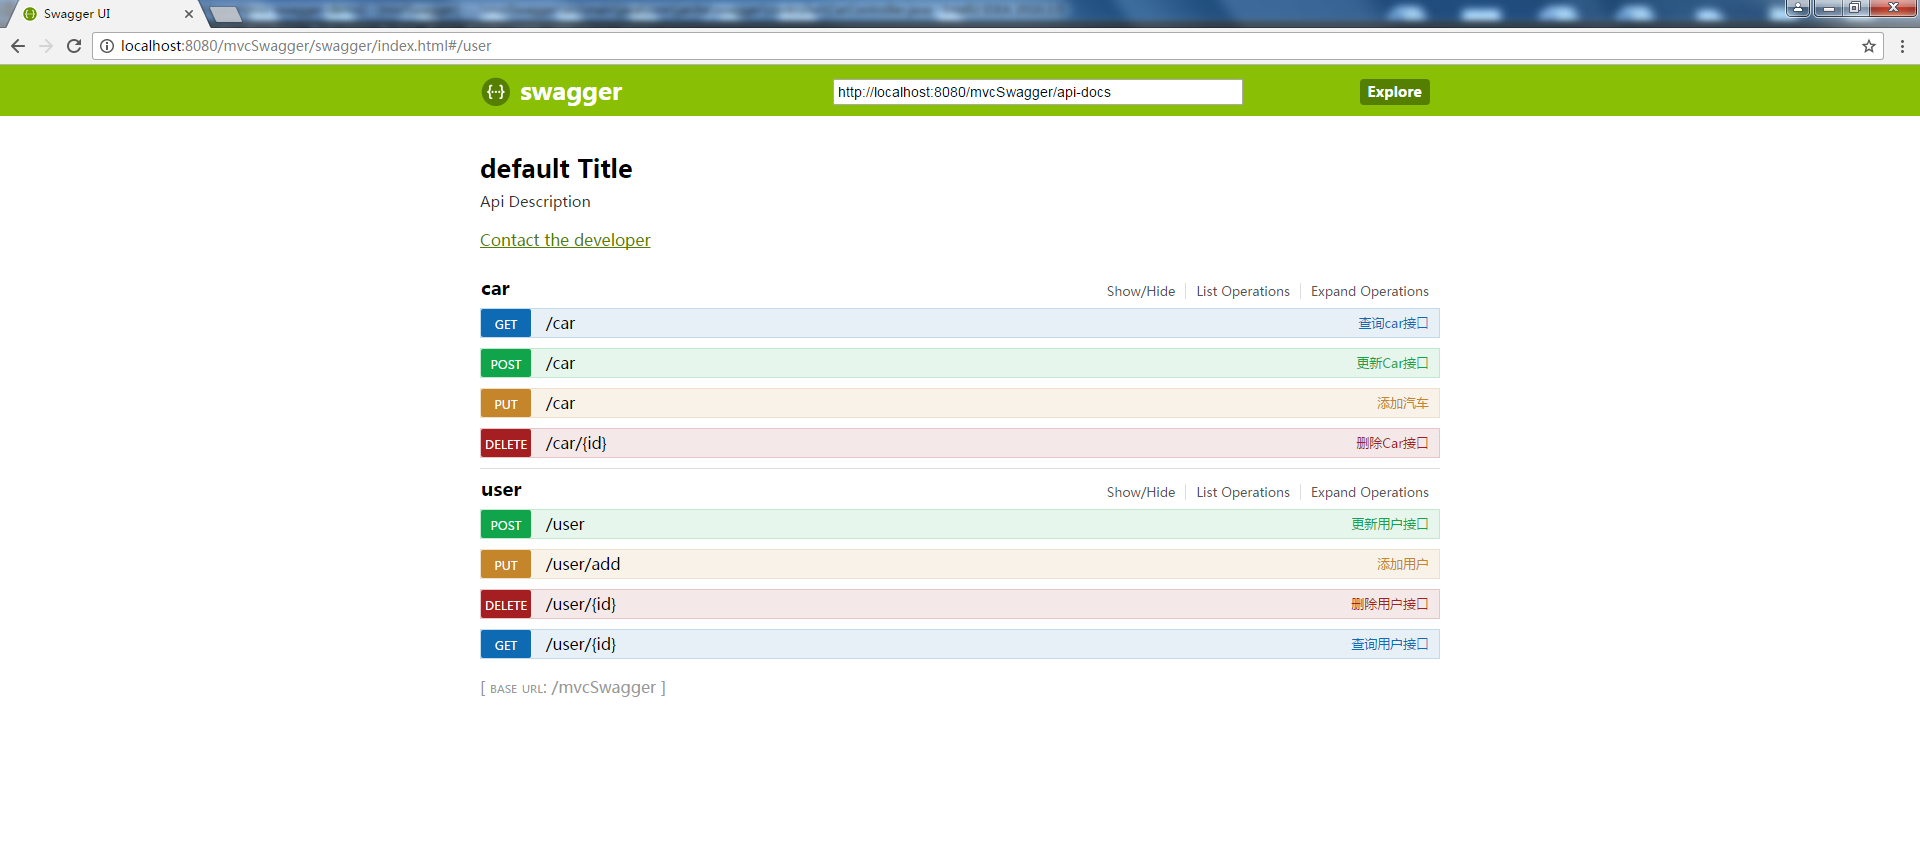 Swagger UI
localhost:8080/mvcSwagger/swagger/index.html#/user
{···} swagger
http://localhost:8080/mvcSwagger/api-docs
Explore
default Title
Api Description
Contact the developer
car Show/Hide List Operations Expand Operations
GET /car 查询car接口
POST /car 更新Car接口
PUT /car 添加汽车
DELETE /car/{id} 删除Car接口
user Show/Hide List Operations Expand Operations
POST /user 更新用户接口
PUT /user/add 添加用户
DELETE /user/{id} 删除用户接口
GET /user/{id} 查询用户接口
[ BASE URL: /mvcSwagger ]